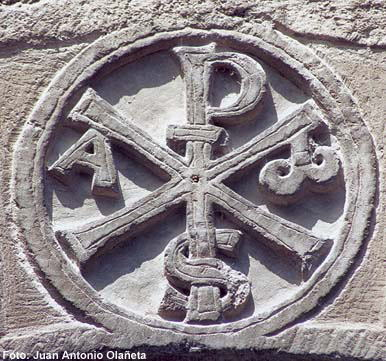 P
A X ω
S
Foto: Juan Antonio Olañeta